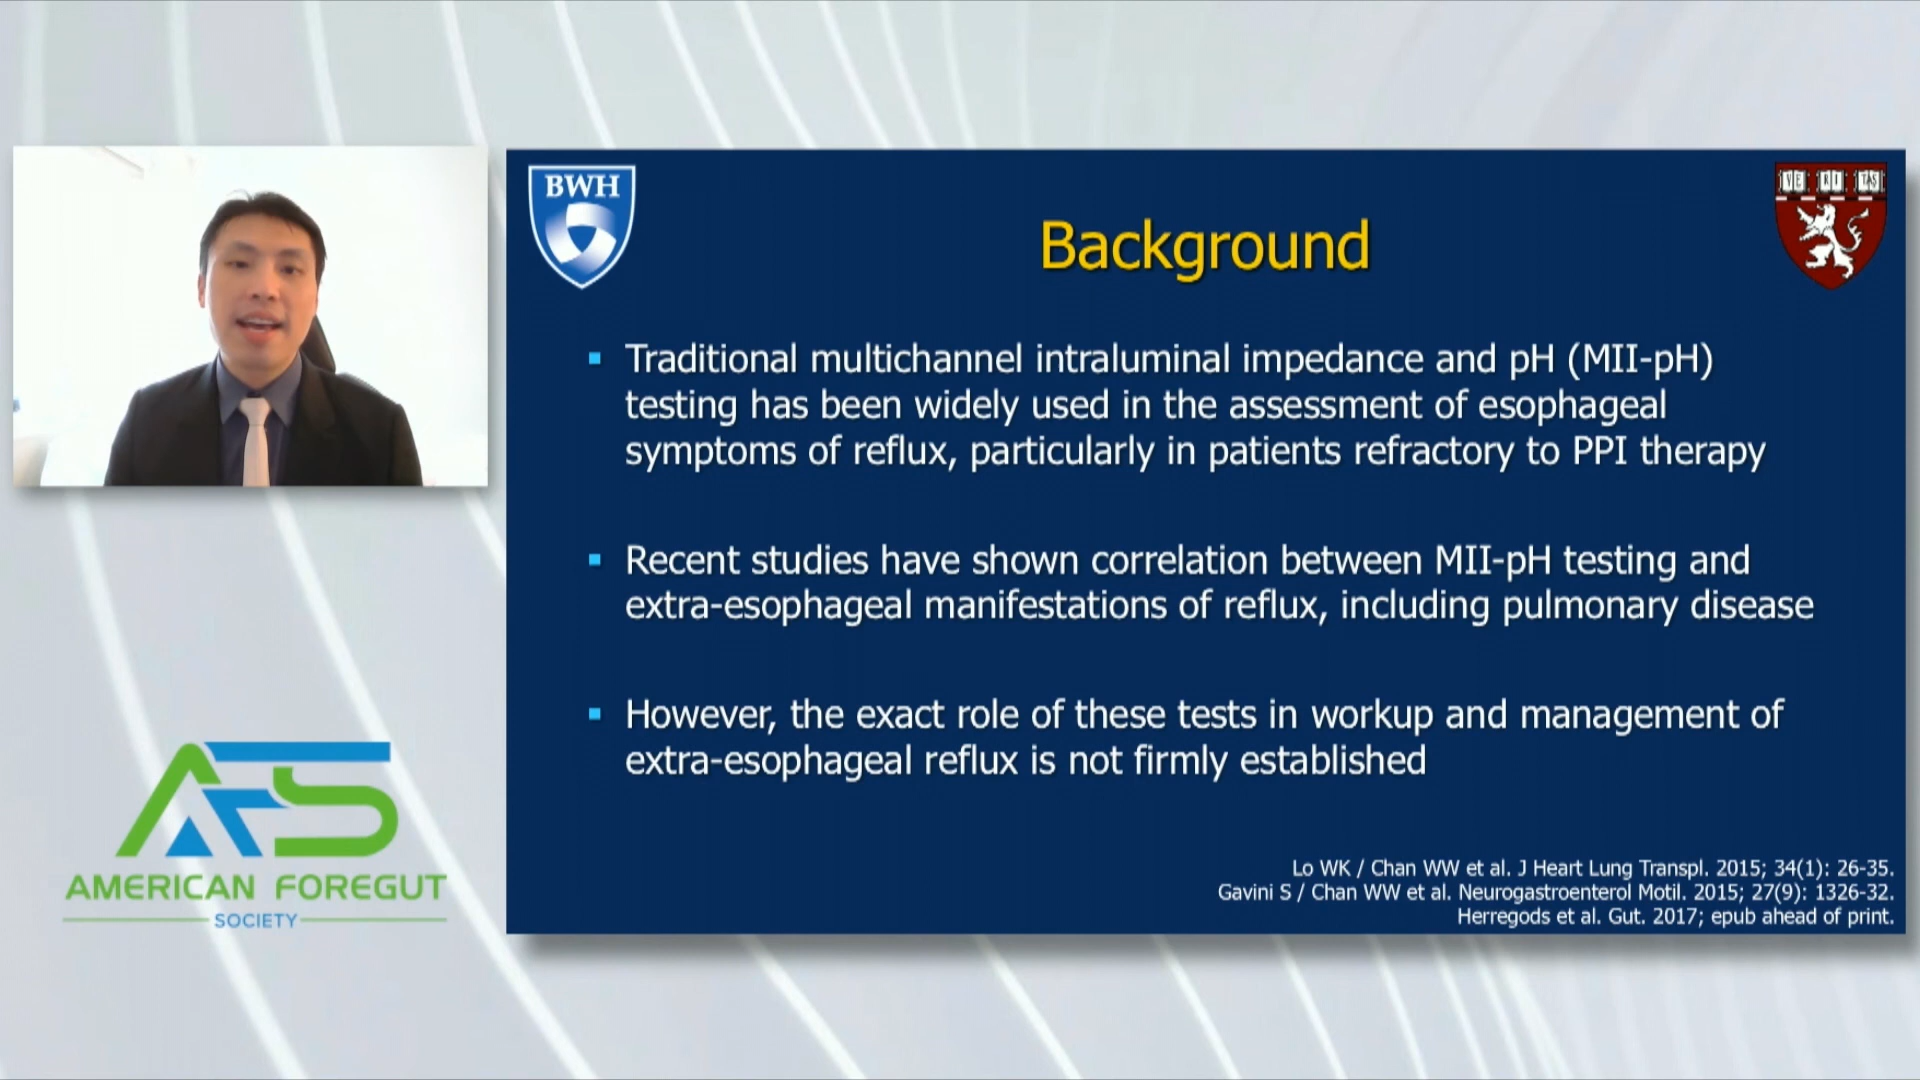 BWH
VE RI TAS
Background
Traditional multichannel intraluminal impedance and pH (MII-pH)
testing has been widely used in the assessment of esophageal
symptoms of reflux, particularly in patients refractory to PPI therapy
Recent studies have shown correlation between MII-pH testing and
extra-esophageal manifestations of reflux, including pulmonary disease
However, the exact role of these tests in workup and management of
extra-esophageal reflux is not firmly established
Lo WK / Chan WW et al. J Heart Lung Transpl. 2015; 34(1): 26-35.
Gavini S / Chan WW et al. Neurogastroenterol Motil. 2015; 27(9): 1326-32.
Herregods et al. Gut. 2017; epub ahead of print.
AFS
AMERICAN FOREGUT
SOCIETY